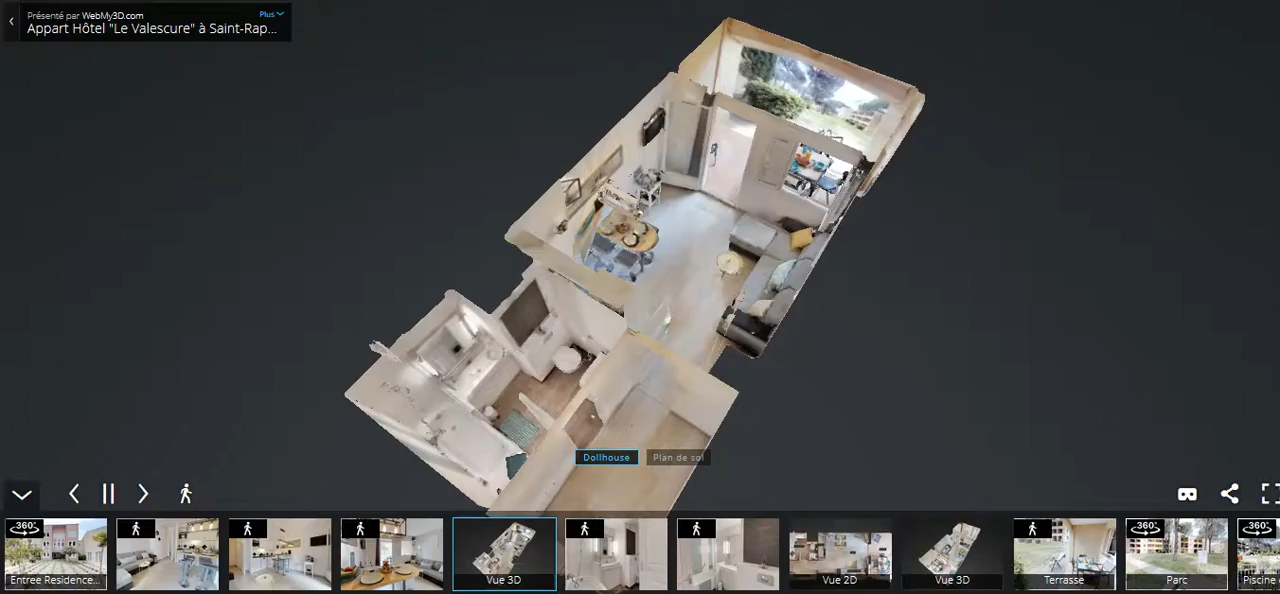 Présenté par WebMy3D.com
Plus
Appart Hôtel "Le Valescure" à Saint-Rap...
Dollhouse
Plan de sol
360°
360°
360°
Entree Residence...
Vue 3D
Vue 2D
Vue 3D
Terrasse
Parc
Piscine